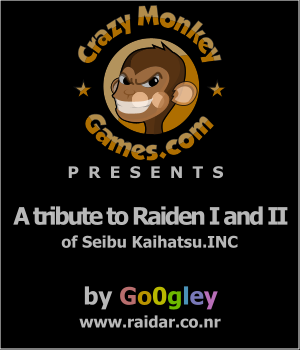 Crazy Monkey
Games.com
PRESENTS
A tribute to Raiden I and II
of Seibu Kaihatsu.INC
by Go0gley
www.raidar.co.nr